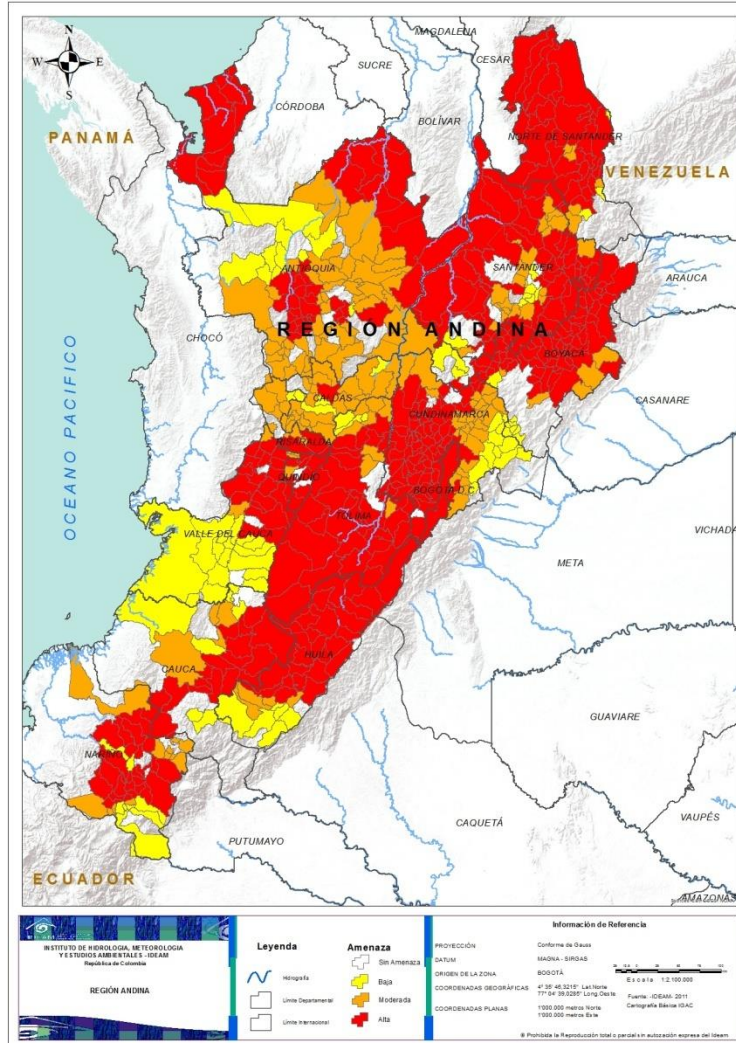 N
W E
S
MAGDALENA
CESAR
SUCRE
CÓRDOBA
BOLÍVAR
PANAMÁ
NORTE DE SANTANDER
VENEZUELA
ANTIOQUIA
SANTANDER
ARAUCA
REGIÓN ANDINA
CHOCÓ
BOYACÁ
CALDAS
CASANARE
CUNDINAMARCA
RISARALDA
QUINDÍO
BOGOTÁ D.C.
OCEANO PACIFICO
TOLIMA
VALLE DEL CAUCA
VICHADA
META
HUILA
CAUCA
GUAVIARE
NARIÑO
CAQUETÁ
VAUPÉS
PUTUMAYO
ECUADOR
AMAZONAS
INSTITUTO DE HIDROLOGIA, METEOROLOGIA
Y ESTUDIOS AMBIENTALES - IDEAM
República de Colombia
REGIÓN ANDINA
Leyenda
Hidrografía
Límite Departamental
Límite Internacional
Amenaza
Sin Amenaza
Baja
Moderada
Alta
Información de Referencia
PROYECCIÓN Conforme de Gauss
DATUM MAGNA - SIRGAS
ORIGEN DE LA ZONA BOGOTÁ
COORDENADAS GEOGRÁFICAS 4° 35' 46,3215" Lat.Norte
77° 04' 39,0285" Long.Oeste
COORDENADAS PLANAS 1'000.000 metros Norte
1'000.000 metros Este
Escala 1:2.100.000
Fuente: -IDEAM- 2011
Cartografía Básica IGAC
® Prohibida la Reproducción total o parcial sin autorización expresa del Ideam